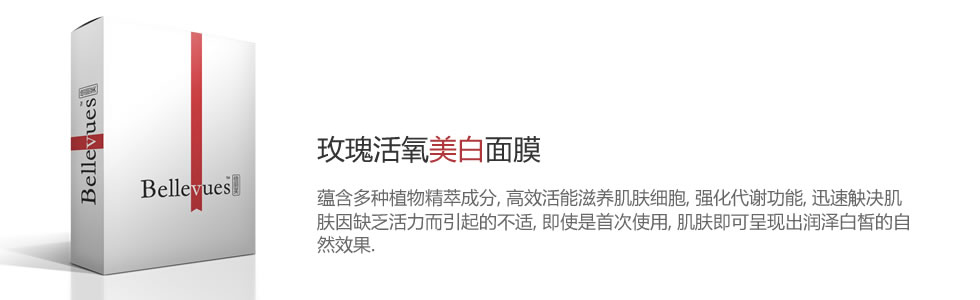 Bellevues™
Bellevues™
玫瑰活氧美白面膜
蕴含多种植物精萃成分, 高效活能滋养肌肤细胞, 强化代谢功能, 迅速觖决肌
肤因缺乏活力而引起的不适, 即使是首次使用, 肌肤即可呈现出润泽白皙的自
然效果.